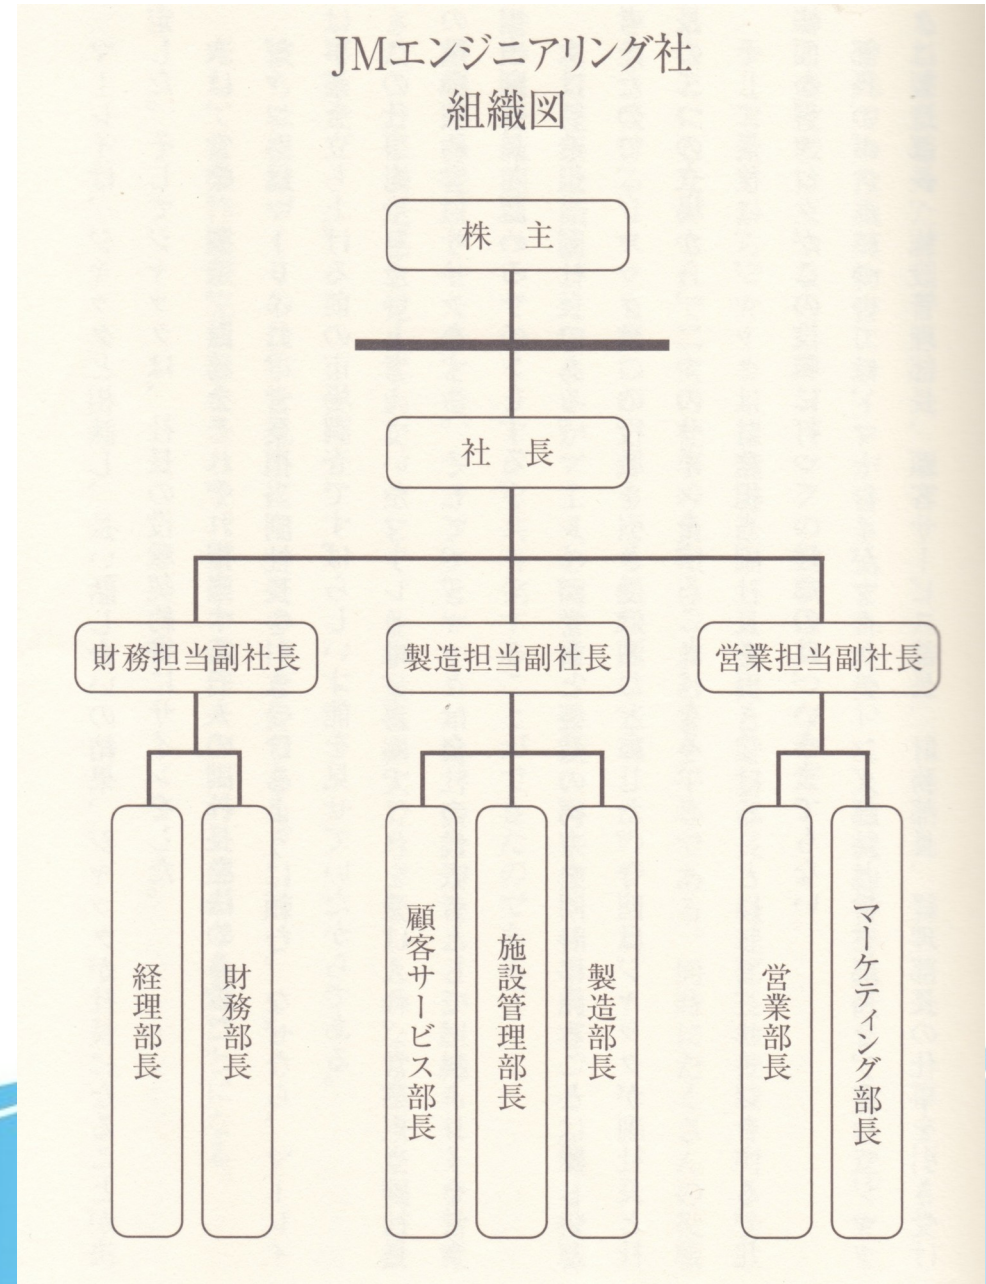 JMエンジニアリング社
組織図
株 主
社 長
財務担当副社長
製造担当副社長
営業担当副社長
経理部長
財務部長
顧客サービス部長
施設管理部長
製造部長
営業部長
マーケティング部長